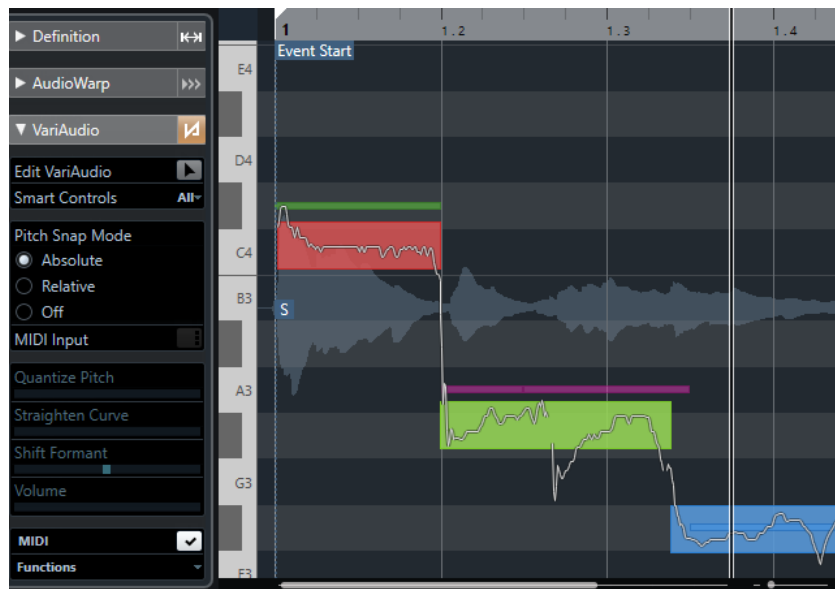 Definition
AudioWarp
VariAudio
Edit VariAudio
Smart Controls All
Pitch Snap Mode
Absolute
Relative
Off
MIDI Input
Quantize Pitch
Straighten Curve
Shift Formant
Volume
MIDI
Functions
1 1.2 1.3 1.4
Event Start
E4
D4
C4
B3
S
A3
G3
F3